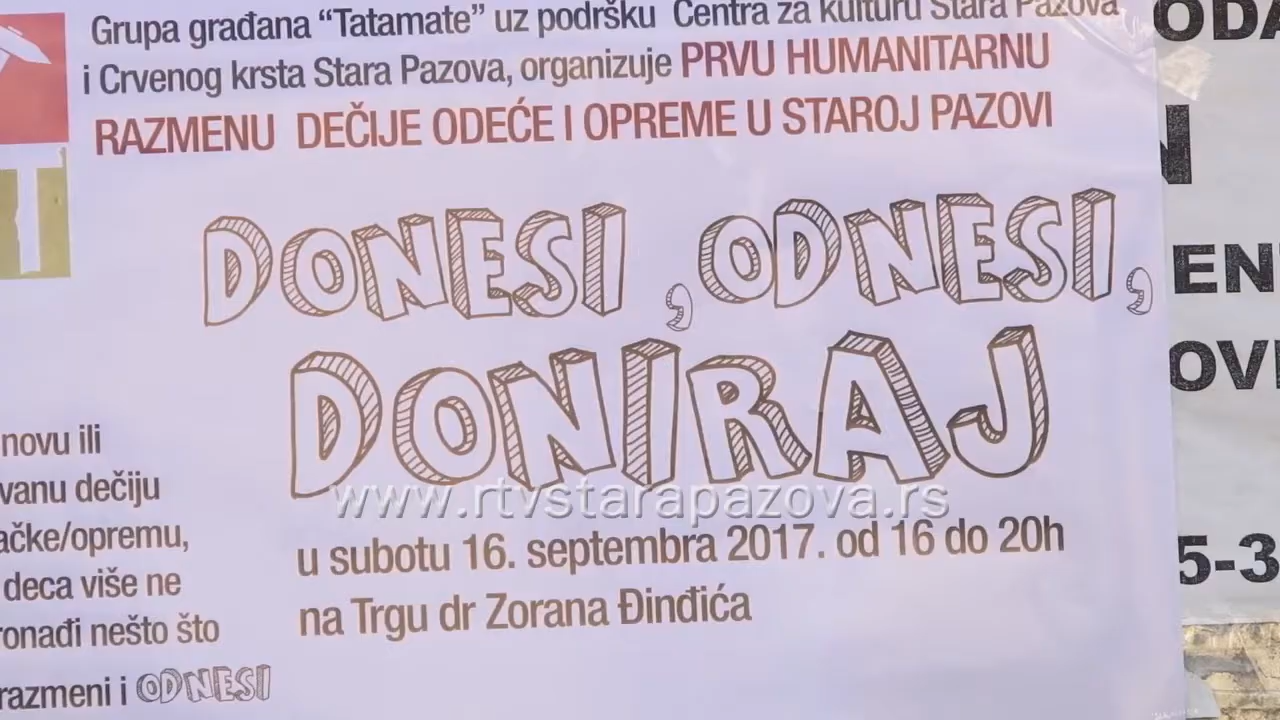 Grupa građana “Tatamate” uz podršku Centra za kulturu Stara Pazova
i Crvenog krsta Stara Pazova, organizuje PRVU HUMANITARNU
RAZMENU DEČIJE ODEĆE I OPREME U STAROJ PAZOVI
DONESI, ODNESI,
DONIRAJ
www.rtvstarapazova.rs
u subotu 16. septembra 2017. od 16 do 20h
na Trgu dr Zorana Đinđića
novu ili
vanu dečiju
ačke/opremu,
deca više ne
ronađi nešto što
razmeni i ODNESI
ODA
N
EN
OVI
5-3